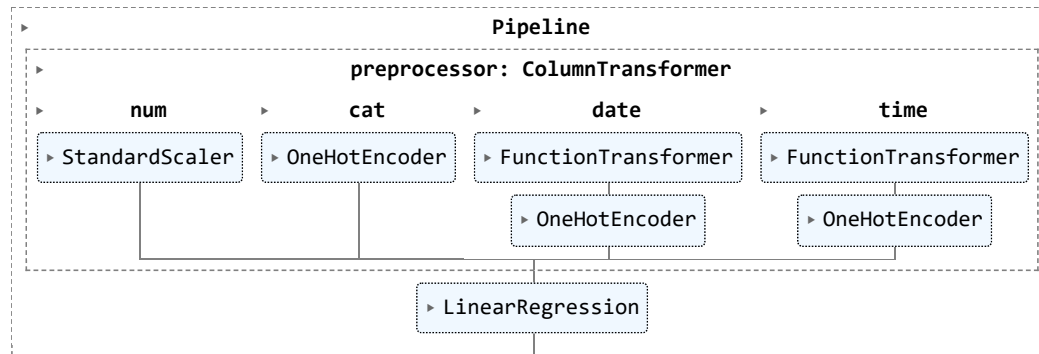 Pipeline
preprocessor: ColumnTransformer
num cat date time
StandardScaler OneHotEncoder FunctionTransformer FunctionTransformer
OneHotEncoder OneHotEncoder
LinearRegression